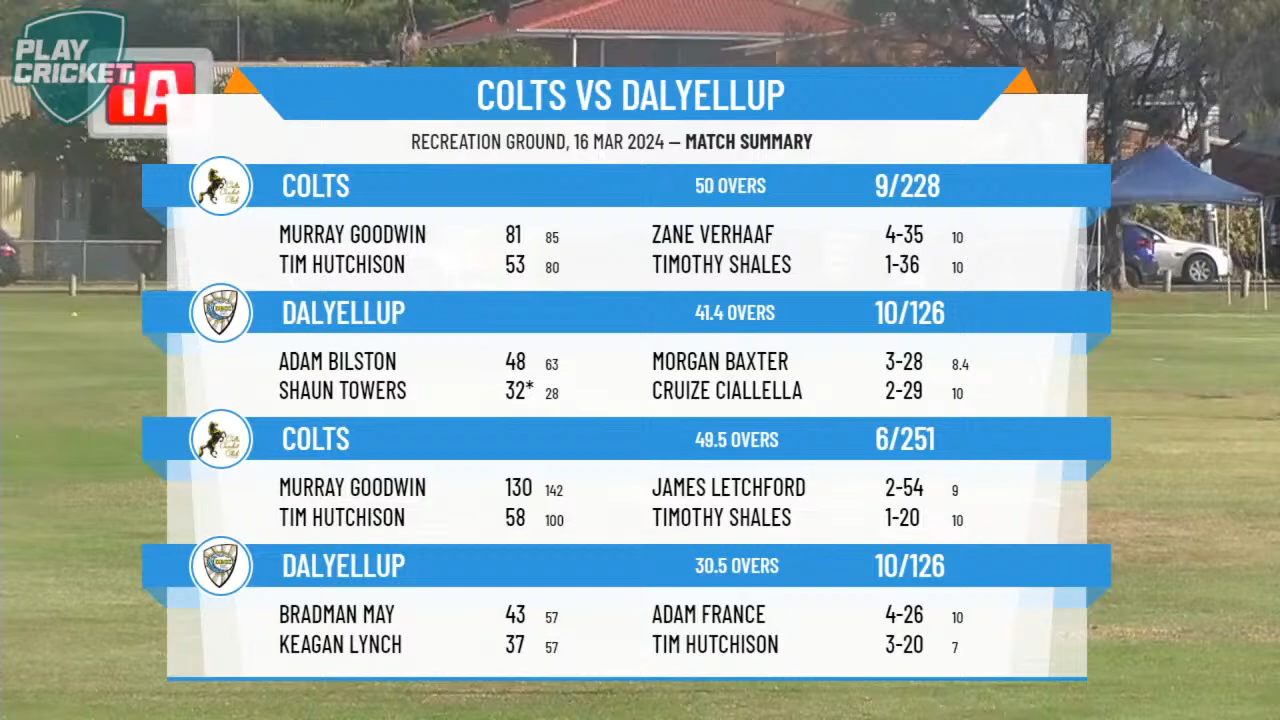 PLAY
CRICKET
iA
COLTS VS DALYELLUP
RECREATION GROUND, 16 MAR 2024 – MATCH SUMMARY
COLTS 50 OVERS 9/228
MURRAY GOODWIN 81 85 ZANE VERHAAF 4-35 10
TIM HUTCHISON 53 80 TIMOTHY SHALES 1-36 10
DALYELLUP 41.4 OVERS 10/126
ADAM BILSTON 48 63 MORGAN BAXTER 3-28 8.4
SHAUN TOWERS 32* 28 CRUIZE CIALLELLA 2-29 10
COLTS 49.5 OVERS 6/251
MURRAY GOODWIN 130 142 JAMES LETCHFORD 2-54 9
TIM HUTCHISON 58 100 TIMOTHY SHALES 1-20 10
DALYELLUP 30.5 OVERS 10/126
BRADMAN MAY 43 57 ADAM FRANCE 4-26 10
KEAGAN LYNCH 37 57 TIM HUTCHISON 3-20 7